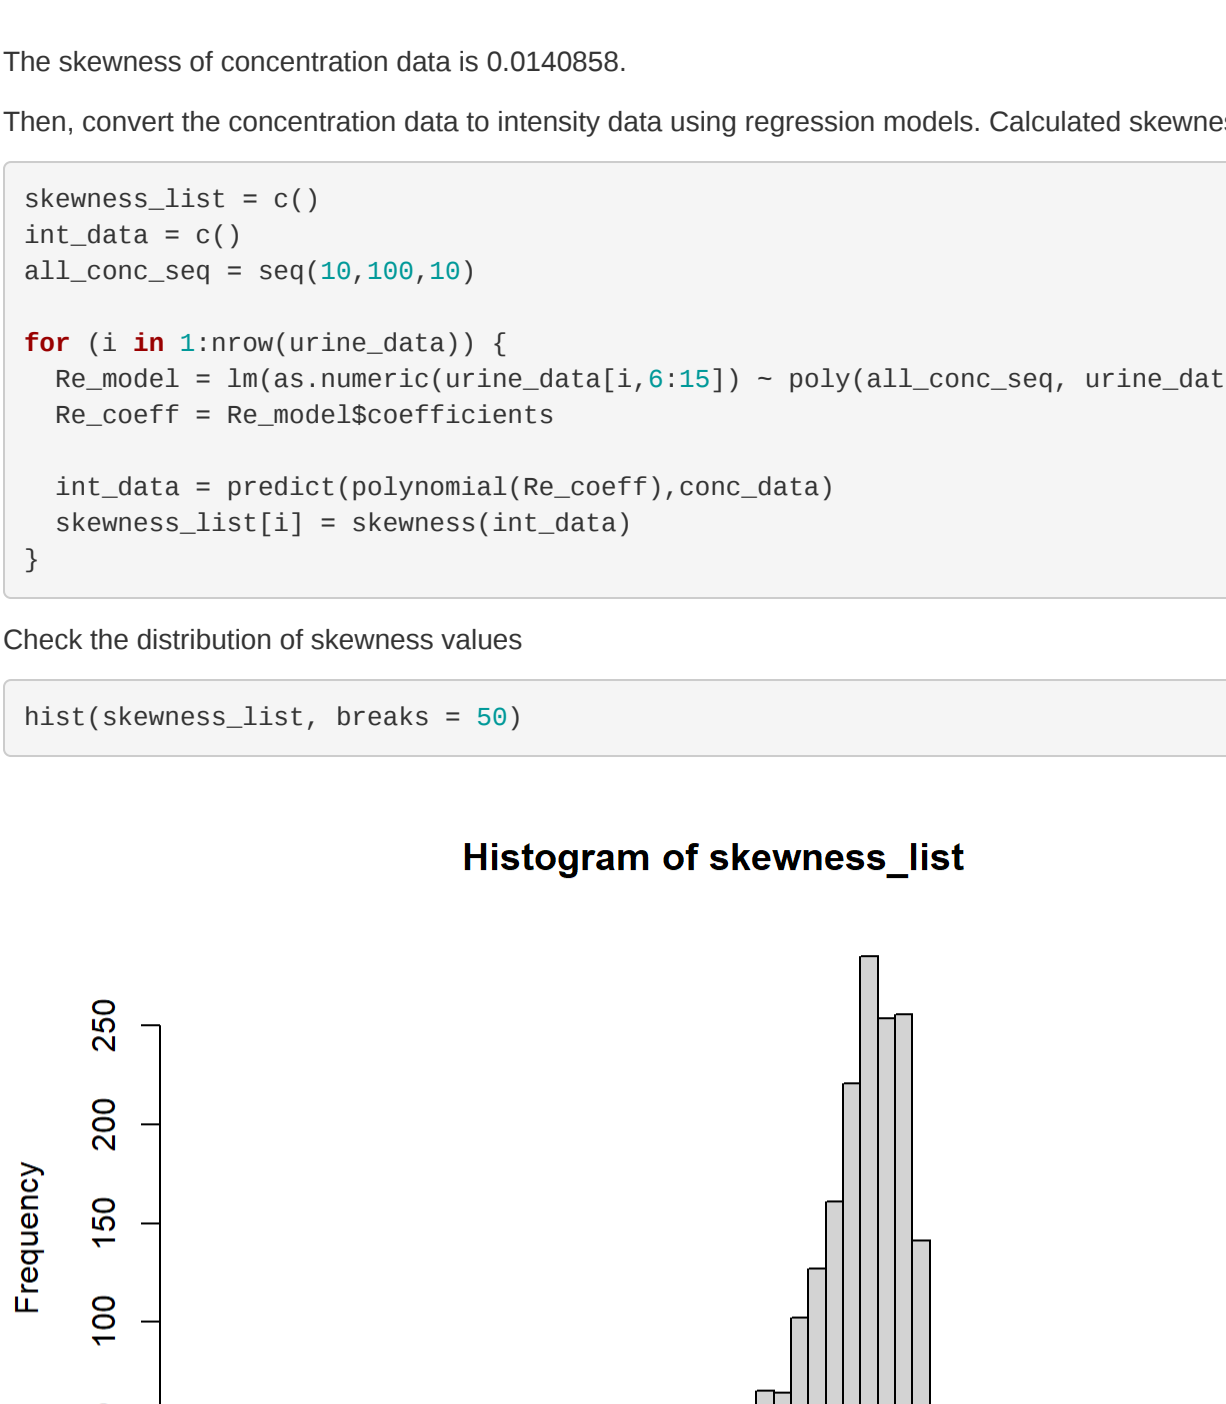 The skewness of concentration data is 0.0140858.
Then, convert the concentration data to intensity data using regression models. Calculated
skewness_list = c()
int_data = c()
all_conc_seq = seq(10,100,10)
for (i in 1:nrow(urine_data)) {
  Re_model = lm(as.numeric(urine_data[i,6:15]) ~ poly(all_conc_seq,
  Re_coeff = Re_model$coefficients
  int_data = predict(polynomial(Re_coeff),conc_data)
  skewness_list[i] = skewness(int_data)
}
Check the distribution of skewness values
hist(skewness_list, breaks = 50)
Histogram of skewness_list
250
200
150
100
Frequency